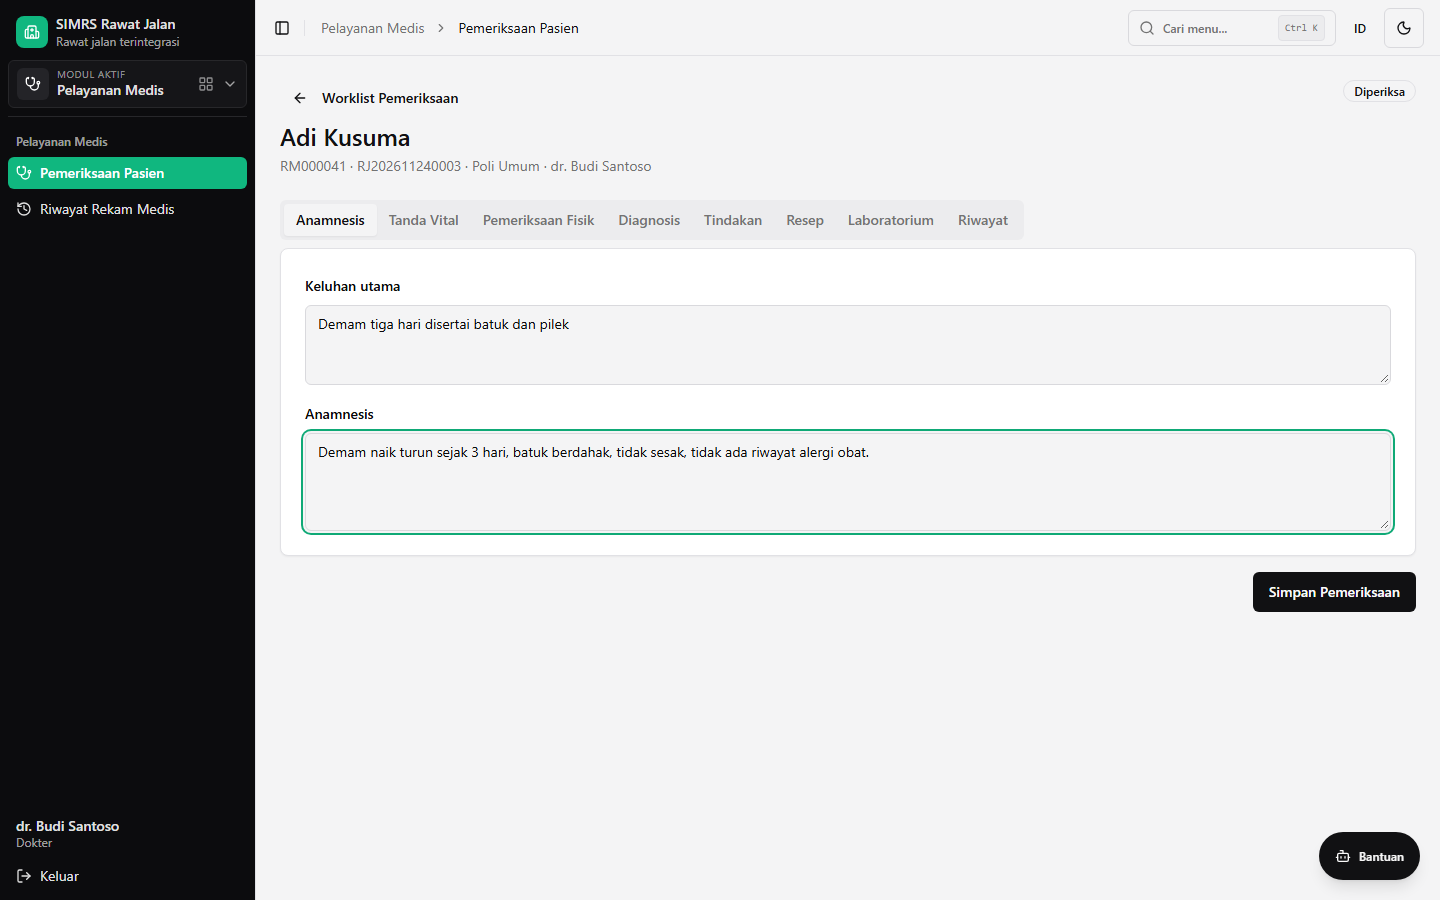 SIMRS Rawat Jalan
Rawat jalan terintegrasi
MODUL AKTIF
Pelayanan Medis
Pelayanan Medis
Pemeriksaan Pasien
Riwayat Rekam Medis
dr. Budi Santoso
Dokter
Keluar
Pelayanan Medis > Pemeriksaan Pasien
Cari menu... Ctrl K
ID
Worklist Pemeriksaan
Diperiksa
Adi Kusuma
RM000041 · RJ202611240003 · Poli Umum · dr. Budi Santoso
Anamnesis Tanda Vital Pemeriksaan Fisik Diagnosis Tindakan Resep Laboratorium Riwayat
Keluhan utama
Demam tiga hari disertai batuk dan pilek
Anamnesis
Demam naik turun sejak 3 hari, batuk berdahak, tidak sesak, tidak ada riwayat alergi obat.
Simpan Pemeriksaan
Bantuan